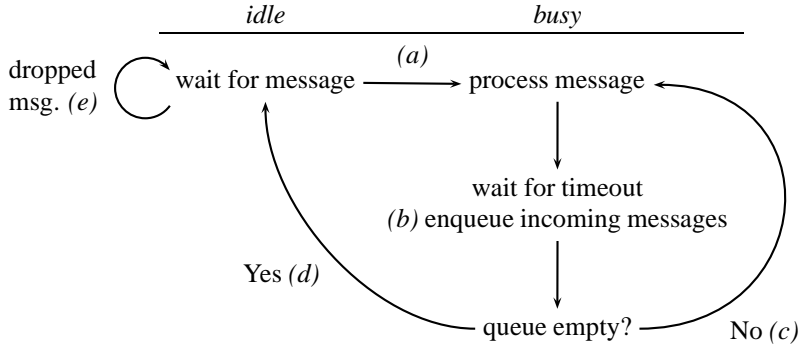 idle
busy
(a)
dropped
msg. (e)
wait for message
process message
wait for timeout
(b) enqueue incoming messages
Yes (d)
queue empty?
No (c)